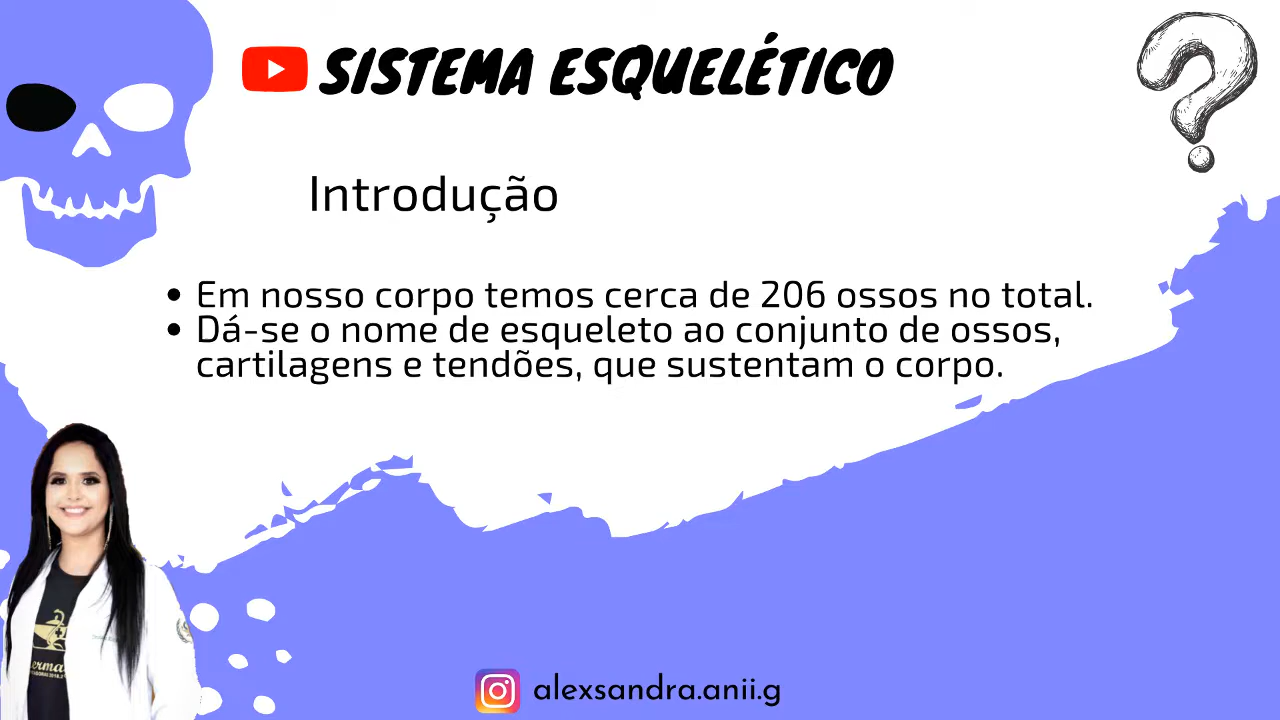 SISTEMA ESQUELÉTICO
Introdução
• Em nosso corpo temos cerca de 206 ossos no total.
• Dá-se o nome de esqueleto ao conjunto de ossos,
cartilagens e tendões, que sustentam o corpo.
alexsandra.anii.g